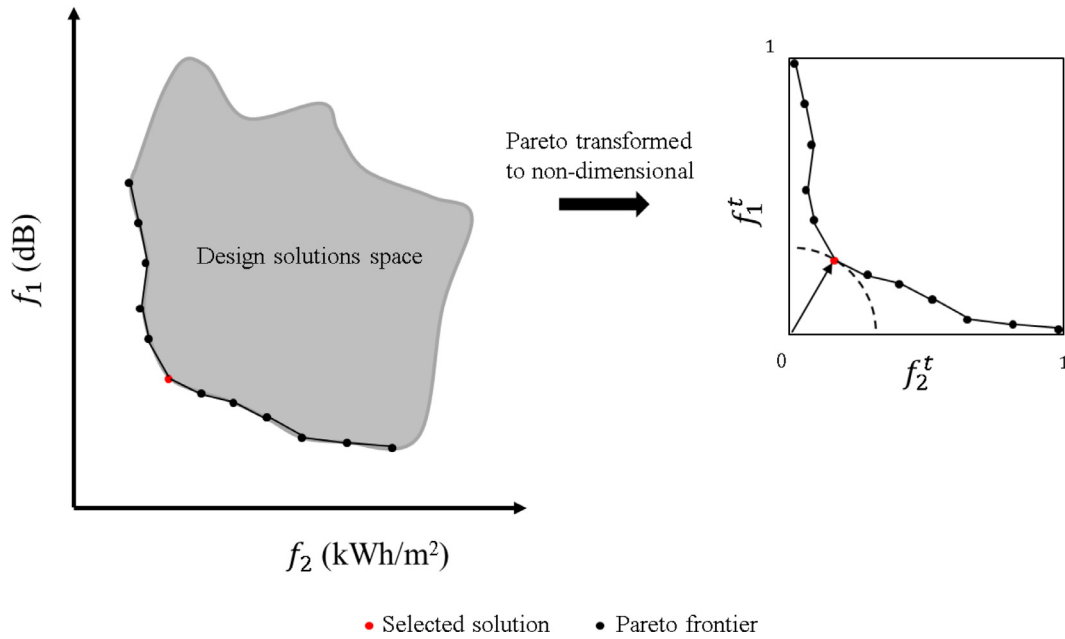 f₁ (dB)
Design solutions space
f₂ (kWh/m²)
Pareto transformed
to non-dimensional
1
f₁ᵗ
0
1
f₂ᵗ
Selected solution
Pareto frontier